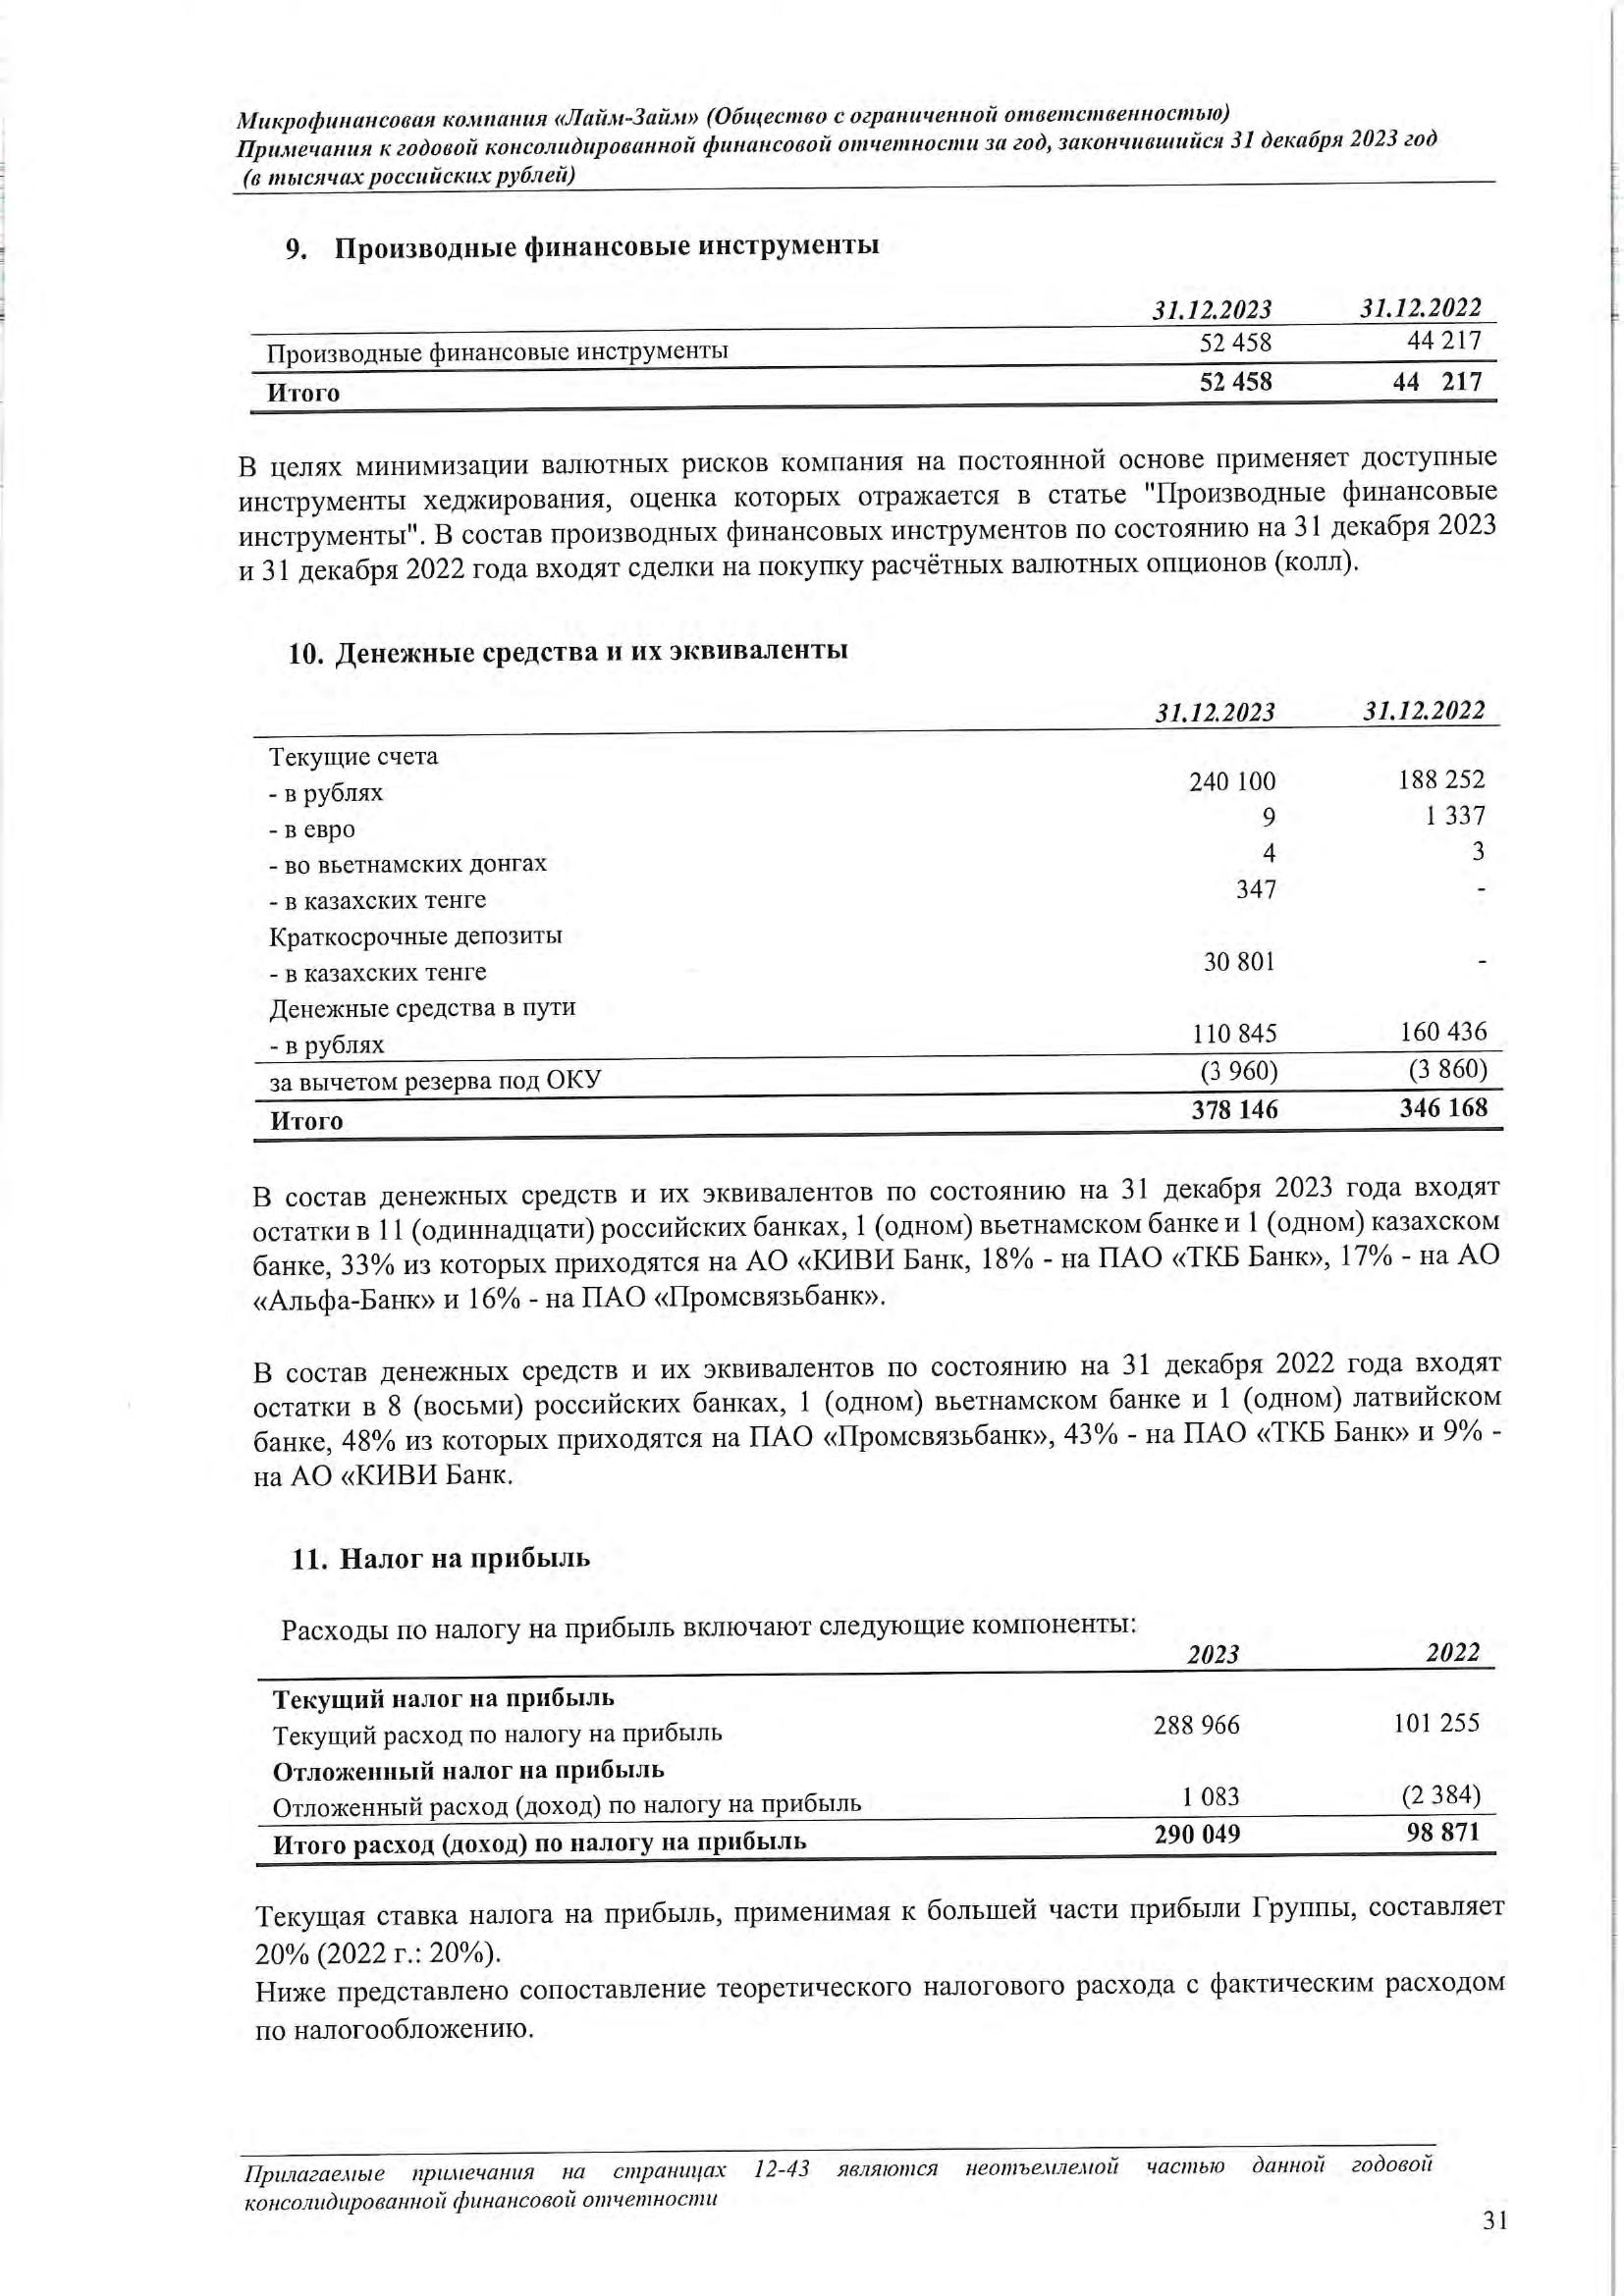 Микрофинансовая компания «Лайм-Займ» (Общество с ограниченной ответственностью)
Примечания к годовой консолидированной финансовой отчетности за год, закончившийся 31 декабря 2023 год
(в тысячах российских рублей)
9. Производные финансовые инструменты
31.12.2023 31.12.2022
Производные финансовые инструменты 52 458 44 217
Итого 52 458 44 217
В целях минимизации валютных рисков компания на постоянной основе применяет доступные
инструменты хеджирования, оценка которых отражается в статье "Производные финансовые
инструменты". В состав производных финансовых инструментов по состоянию на 31 декабря 2023
и 31 декабря 2022 года входят сделки на покупку расчётных валютных опционов (колл).
10. Денежные средства и их эквиваленты
31.12.2023 31.12.2022
Текущие счета
- в рублях 240 100 188 252
- в евро 9 1 337
- во вьетнамских донгах 4 3
- в казахских тенге 347 -
Краткосрочные депозиты
- в казахских тенге 30 801 -
Денежные средства в пути
- в рублях 110 845 160 436
за вычетом резерва под ОКУ (3 960) (3 860)
Итого 378 146 346 168
В состав денежных средств и их эквивалентов по состоянию на 31 декабря 2023 года входят
остатки в 11 (одиннадцати) российских банках, 1 (одном) вьетнамском банке и 1 (одном) казахском
банке, 33% из которых приходятся на АО «КИВИ Банк, 18% - на ПАО «ТКБ Банк», 17% - на АО
«Альфа-Банк» и 16% - на ПАО «Промсвязьбанк».
В состав денежных средств и их эквивалентов по состоянию на 31 декабря 2022 года входят
остатки в 8 (восьми) российских банках, 1 (одном) вьетнамском банке и 1 (одном) латвийском
банке, 48% из которых приходятся на ПАО «Промсвязьбанк», 43% - на ПАО «ТКБ Банк» и 9% -
на АО «КИВИ Банк.
11. Налог на прибыль
Расходы по налогу на прибыль включают следующие компоненты:
2023 2022
Текущий налог на прибыль
Текущий расход по налогу на прибыль 288 966 101 255
Отложенный налог на прибыль
Отложенный расход (доход) по налогу на прибыль 1 083 (2 384)
Итого расход (доход) по налогу на прибыль 290 049 98 871
Текущая ставка налога на прибыль, применимая к большей части прибыли Группы, составляет
20% (2022 г.: 20%).
Ниже представлено сопоставление теоретического налогового расхода с фактическим расходом
по налогообложению.
Прилагаемые примечания на страницах 12-43 являются неотъемлемой частью данной годовой
консолидированной финансовой отчетности
31